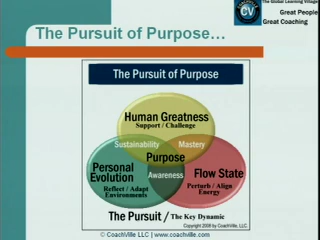 The Global Learning Village
CV
Great People
Great Coaching
The Pursuit of Purpose…
The Pursuit of Purpose
Human Greatness
Support / Challenge
Sustainability
Mastery
Purpose
Personal
Evolution
Reflect / Adapt
Environments
Awareness
Flow State
Perturb / Align
Energy
The Pursuit / The Key Dynamic
Copyright 2008 by CoachVille, LLC
© CoachVille LLC | www.coachville.com